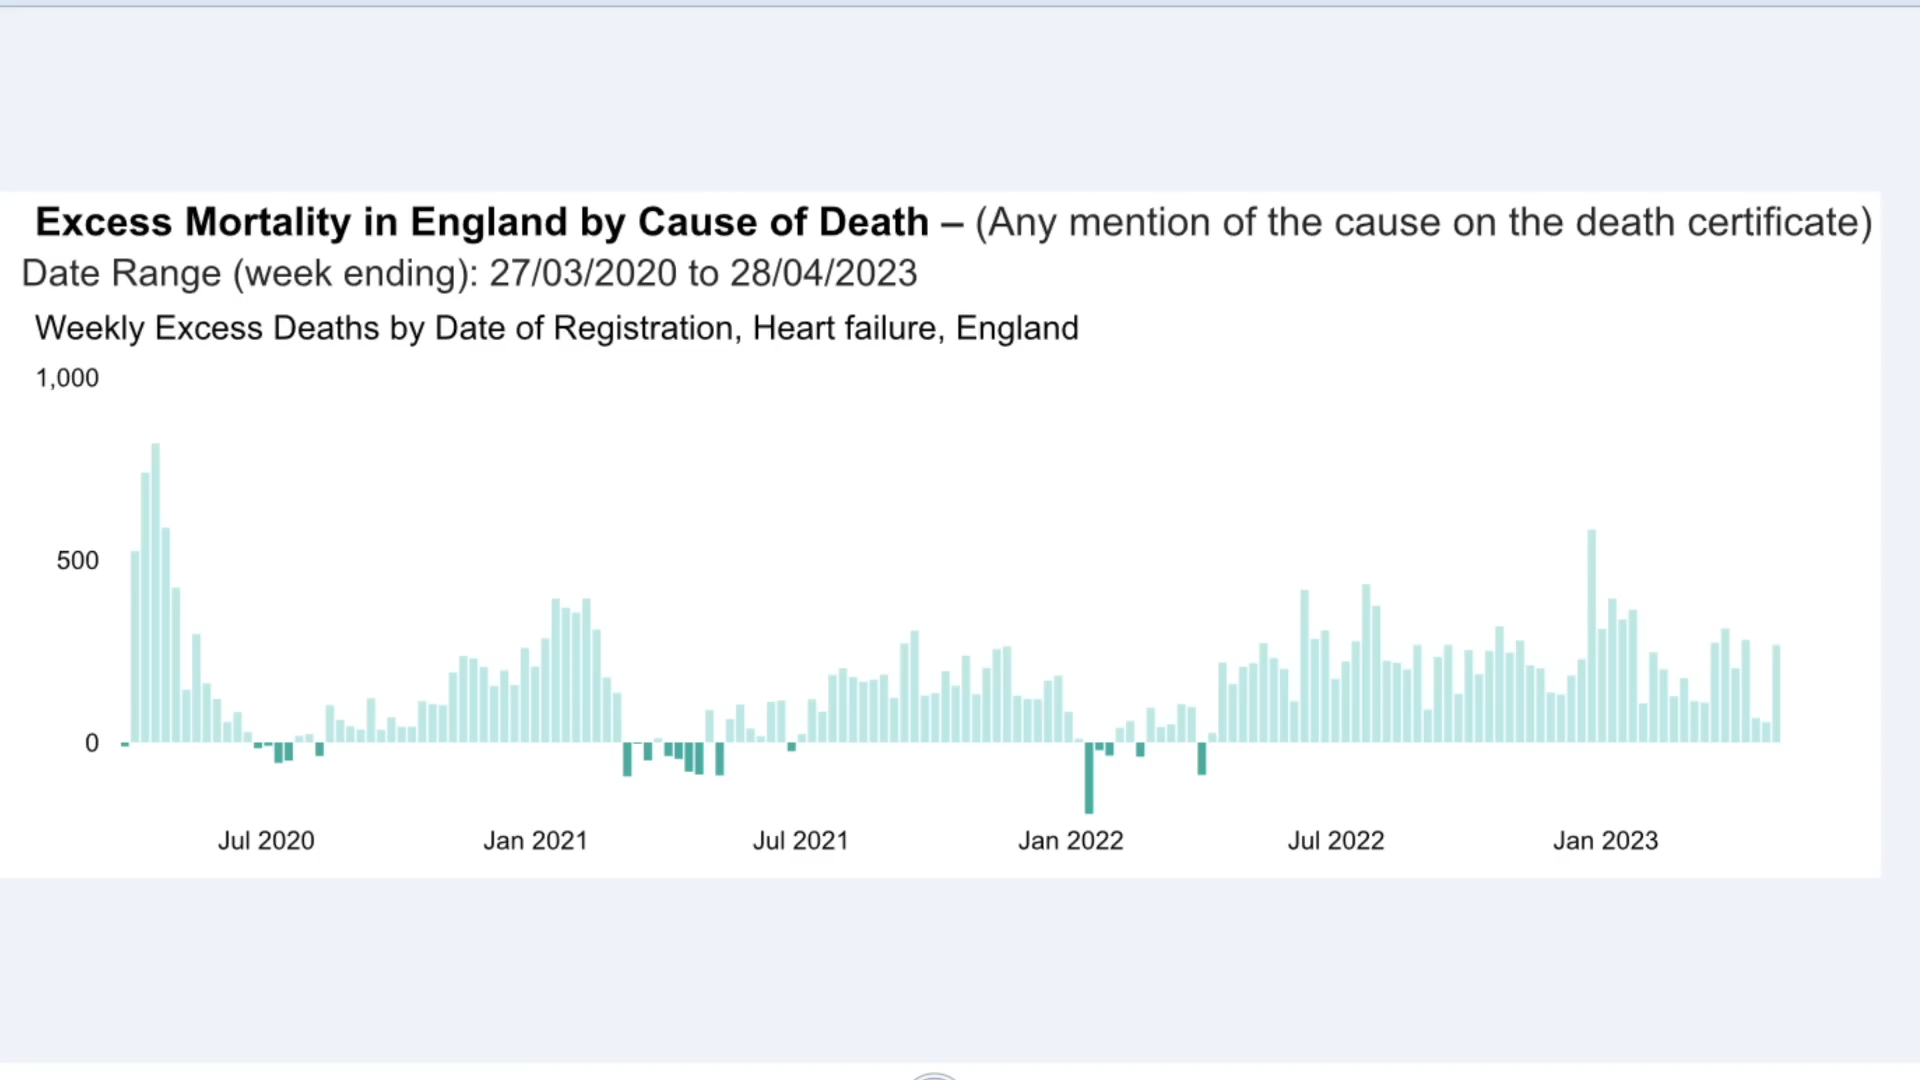 Excess Mortality in England by Cause of Death – (Any mention of the cause on the death certificate)
Date Range (week ending): 27/03/2020 to 28/04/2023
Weekly Excess Deaths by Date of Registration, Heart failure, England
1,000
500
0
Jul 2020 Jan 2021 Jul 2021 Jan 2022 Jul 2022 Jan 2023